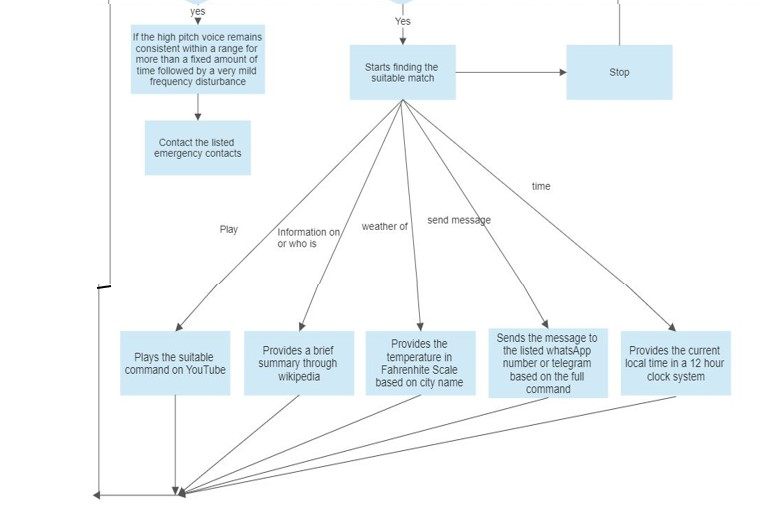 yes
Yes
If the high pitch voice remains
consistent within a range for
more than a fixed amount of
time followed by a very mild
frequency disturbance
Starts finding the
suitable match
Stop
Contact the listed
emergency contacts
time
Play
Information on
or who is
weather of
send message
Plays the suitable
command on YouTube
Provides a brief
summary through
wikipedia
Provides the
temperature in
Fahrenhite Scale
based on city name
Sends the message to
the listed whatsApp
number or telegram
based on the full
command
Provides the current
local time in a 12 hour
clock system